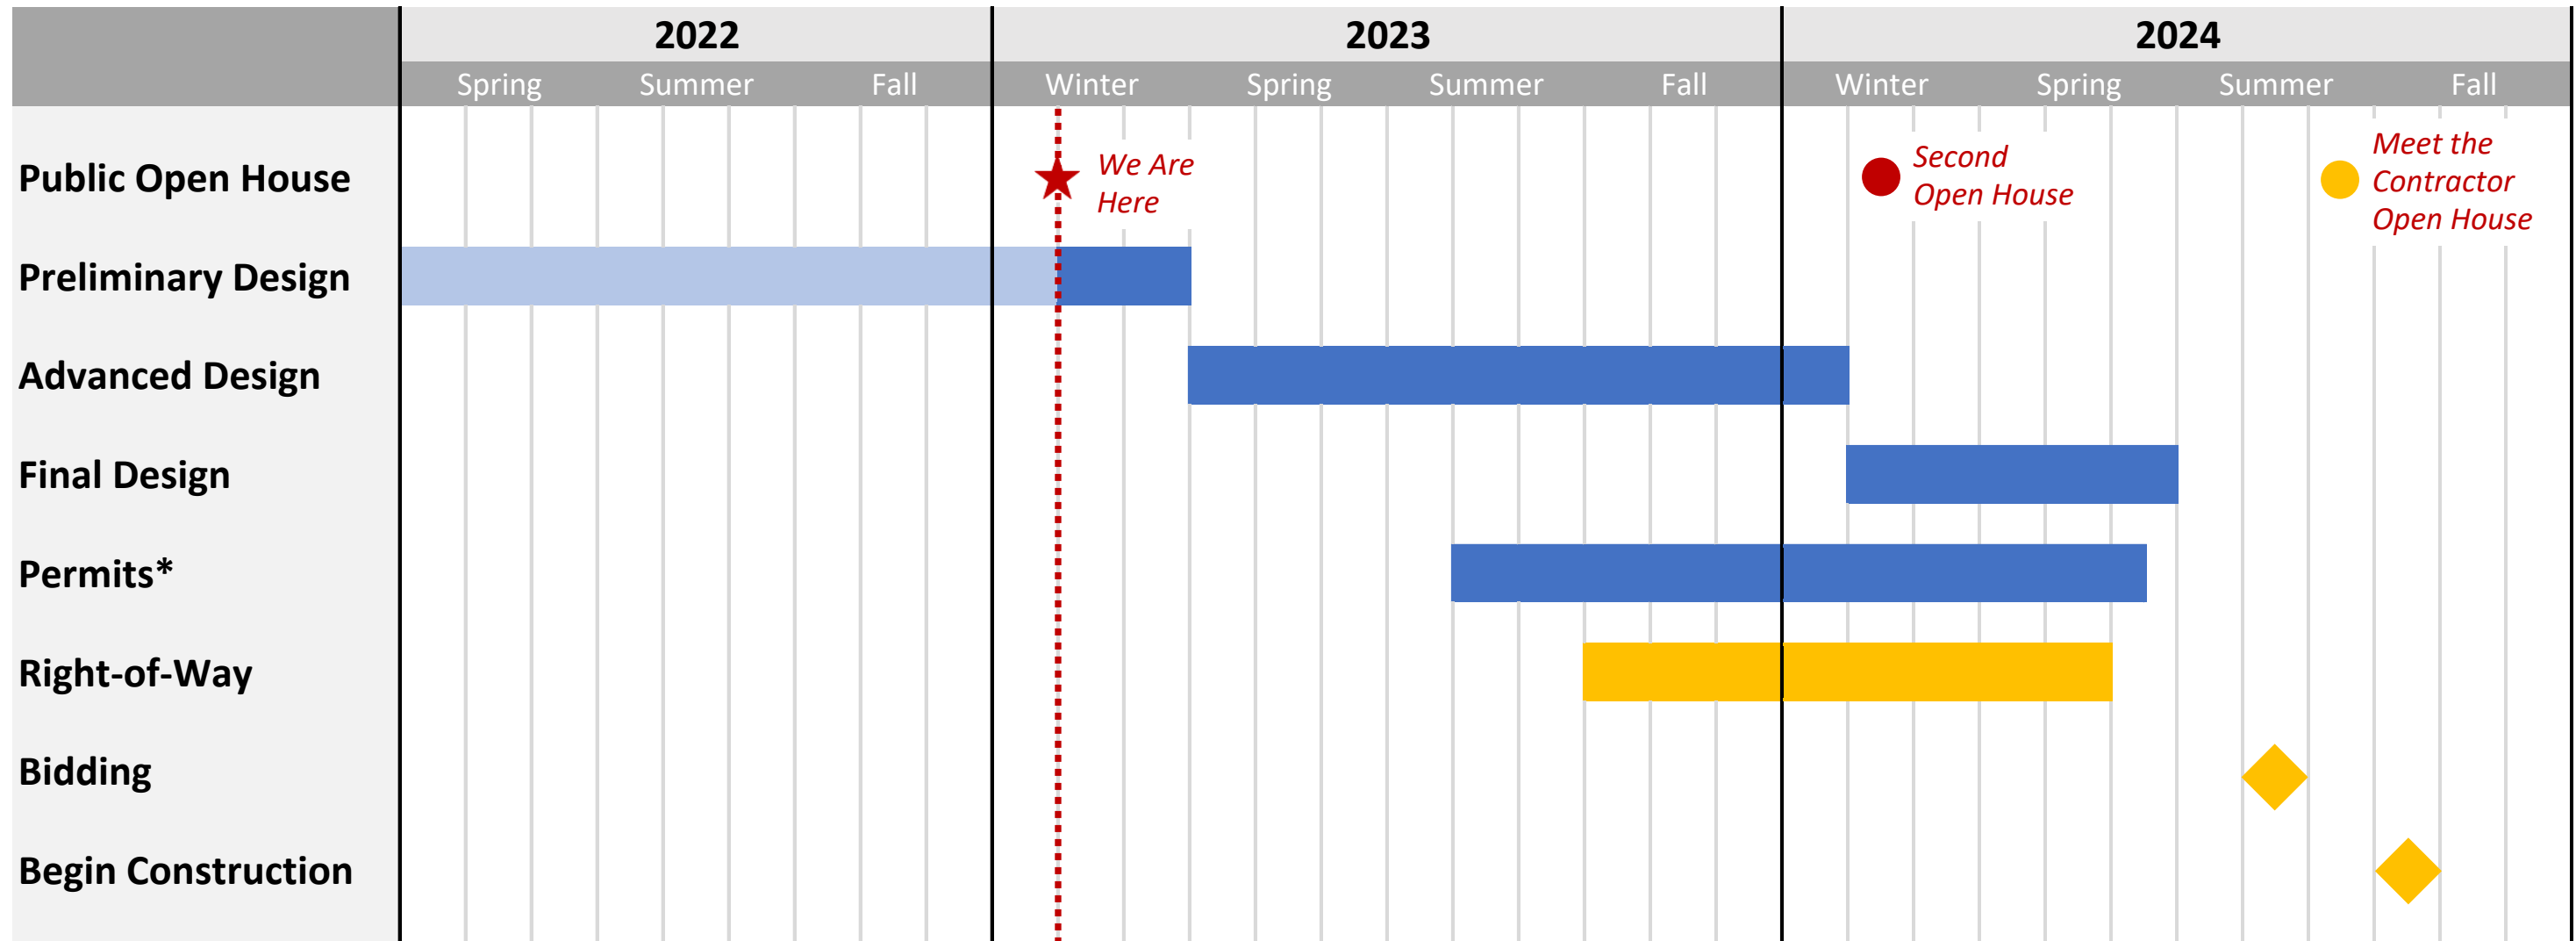 2022 2023 2024
Spring Summer Fall Winter Spring Summer Fall Winter Spring Summer Fall
Public Open House
We Are
Here
Second
Open House
Meet the
Contractor
Open House
Preliminary Design
Advanced Design
Final Design
Permits*
Right-of-Way
Bidding
Begin Construction